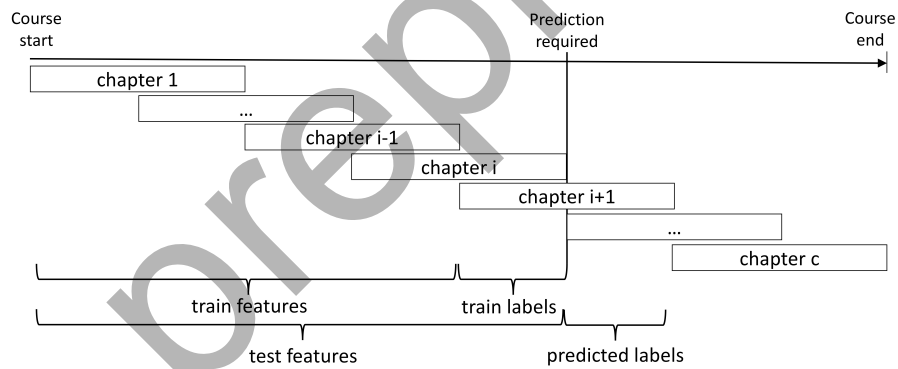 Course
start
Prediction
required
Course
end
chapter 1
...
chapter i-1
chapter i
chapter i+1
...
chapter c
train features
train labels
test features
predicted labels
prepr